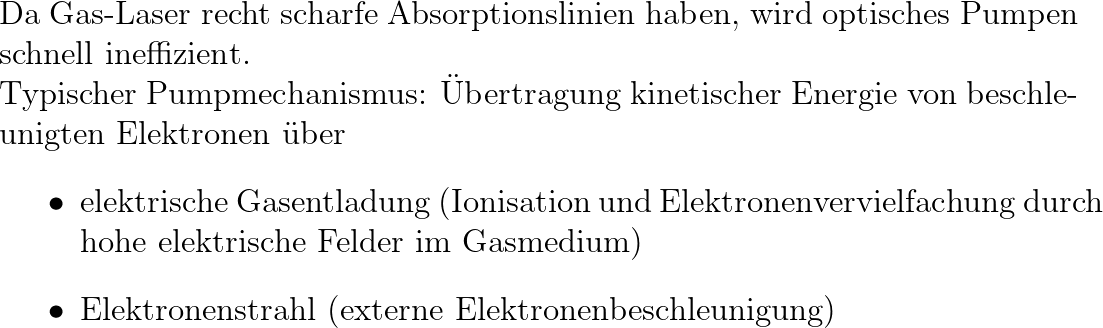 Da Gas-Laser recht scharfe Absorptionslinien haben, wird optisches Pumpen
schnell ineffizient.
Typischer Pumpmechanismus: Übertragung kinetischer Energie von beschle-
unigten Elektronen über
• elektrische Gasentladung (Ionisation und Elektronenvervielfachung durch
hohe elektrische Felder im Gasmedium)
• Elektronenstrahl (externe Elektronenbeschleunigung)